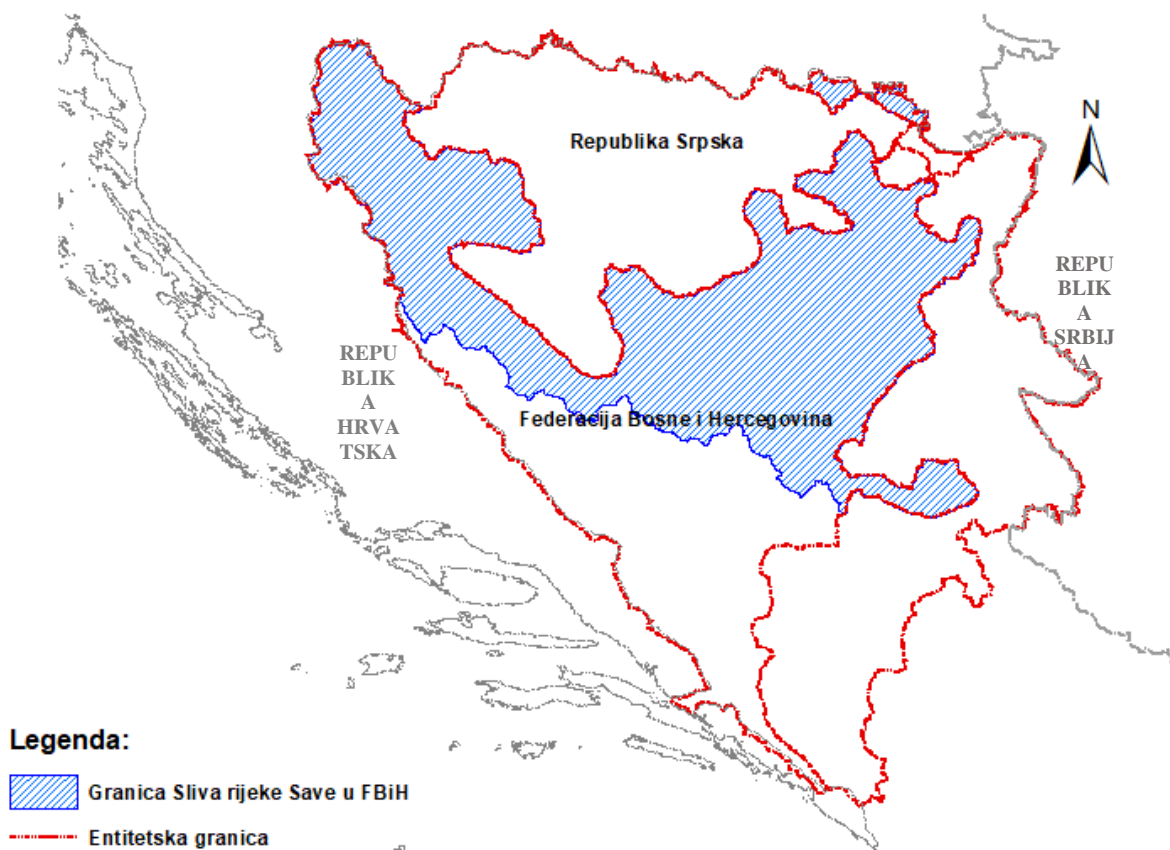 N
Republika Srpska
REPU
BLIK
A
SRBIJ
A
REPU
BLIK
A
HRVA
TSKA
Federacija Bosne i Hercegovina
Legenda:
Granica Sliva rijeke Save u FBiH
Entitetska granica